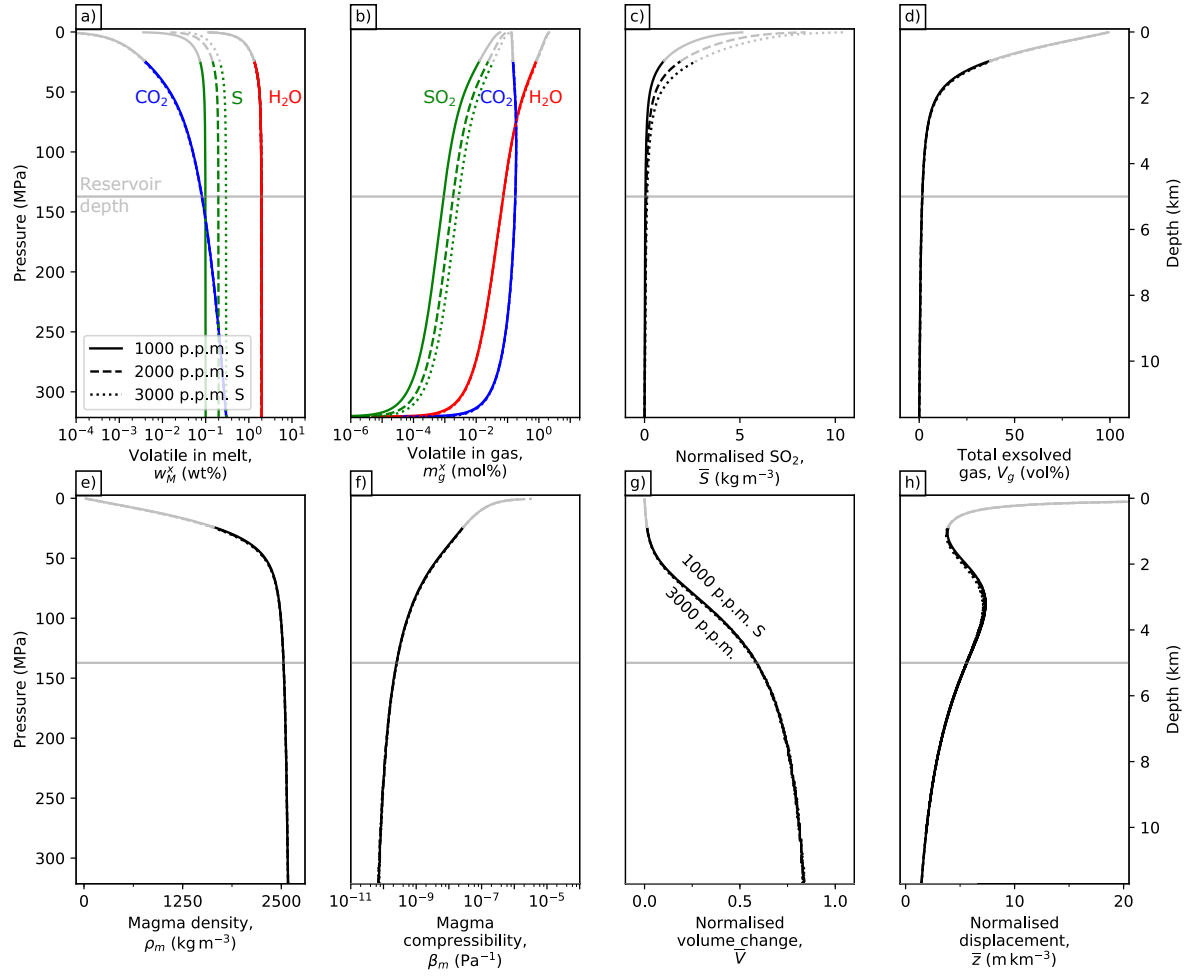 a)
b)
c)
d)
0
50
100
150
200
250
300
Pressure (MPa)
CO₂
S
H₂O
Reservoir
depth
1000 p.p.m. S
2000 p.p.m. S
3000 p.p.m. S
10⁻⁴ 10⁻³ 10⁻² 10⁻¹ 10⁰ 10¹
Volatile in melt,
w_M^x (wt%)
SO₂
CO₂
H₂O
10⁻⁶ 10⁻⁴ 10⁻² 10⁰
Volatile in gas,
m_g^x (mol%)
0 5 10
Normalised SO₂,
S̅ (kg m⁻³)
0 50 100
Total exsolved
gas, V_g (vol%)
0
2
4
6
8
10
Depth (km)
e)
f)
g)
h)
0
50
100
150
200
250
300
Pressure (MPa)
0 1250 2500
Magma density,
ρ_m (kg m⁻³)
10⁻¹¹ 10⁻⁹ 10⁻⁷ 10⁻⁵
Magma
compressibility,
β_m (Pa⁻¹)
1000 p.p.m. S
3000 p.p.m.
0.0 0.5 1.0
Normalised
volume change,
V̅
0 10 20
Normalised
displacement,
z̅ (m km⁻³)
0
2
4
6
8
10
Depth (km)